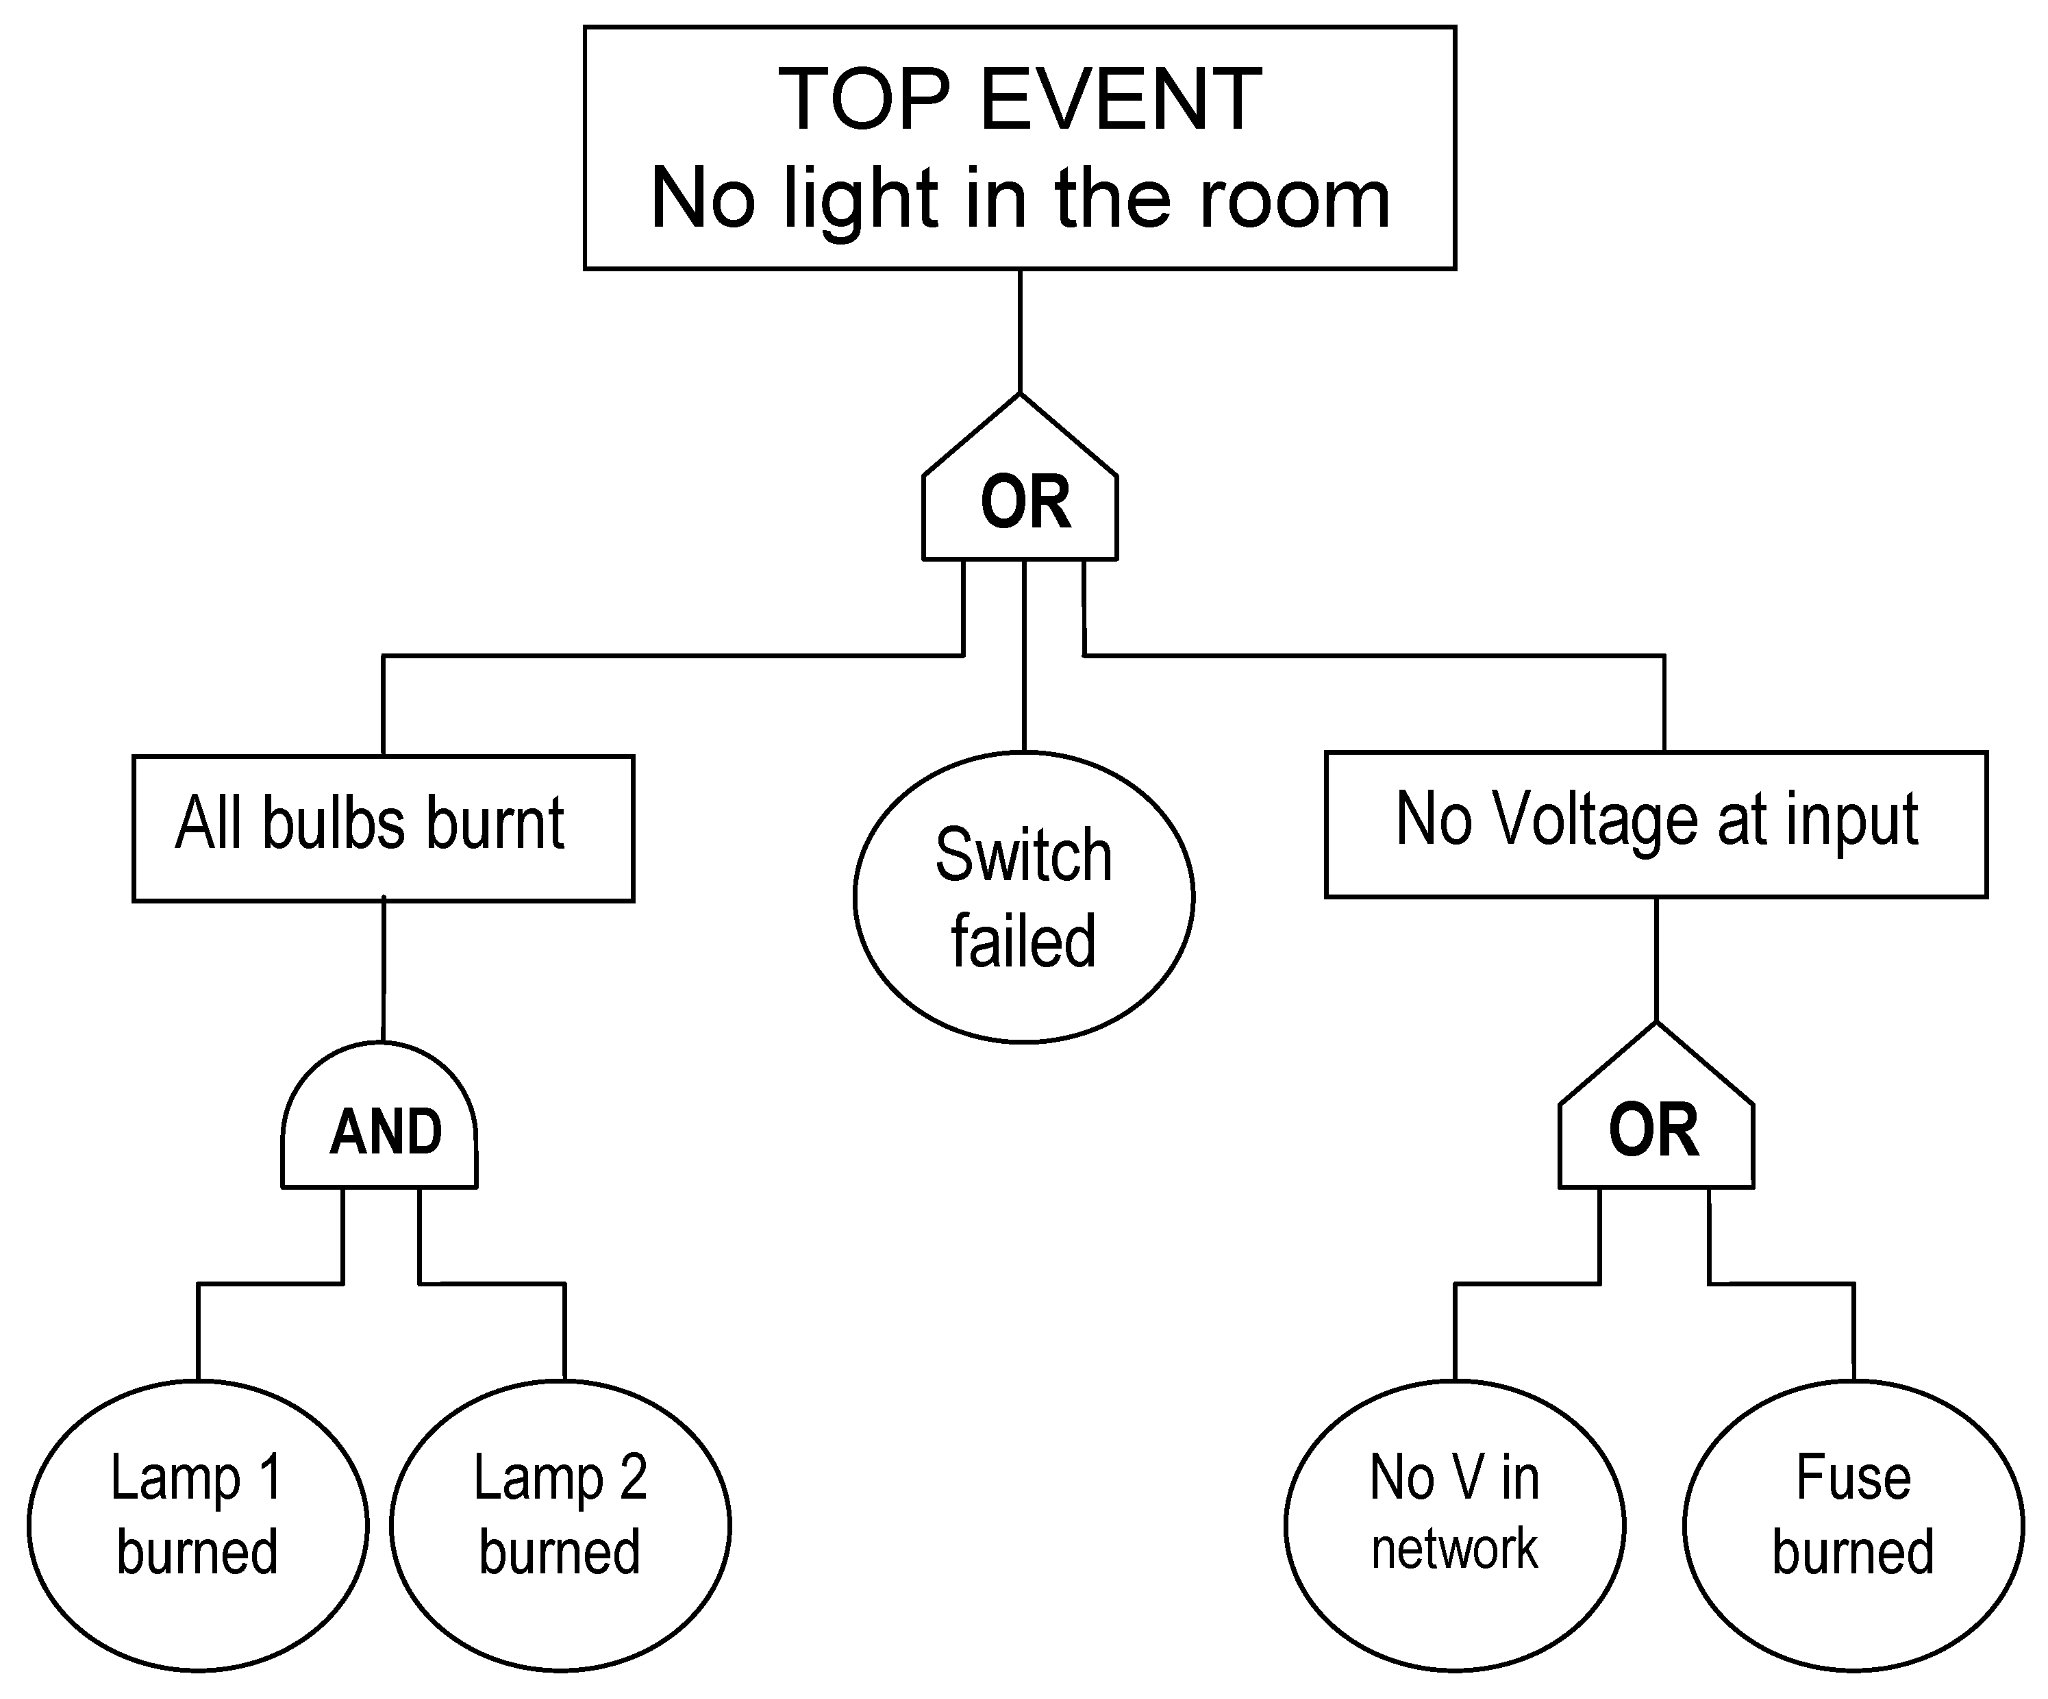 TOP EVENT
No light in the room
OR
All bulbs burnt
Switch
failed
No Voltage at input
AND
OR
Lamp 1
burned
Lamp 2
burned
No V in
network
Fuse
burned